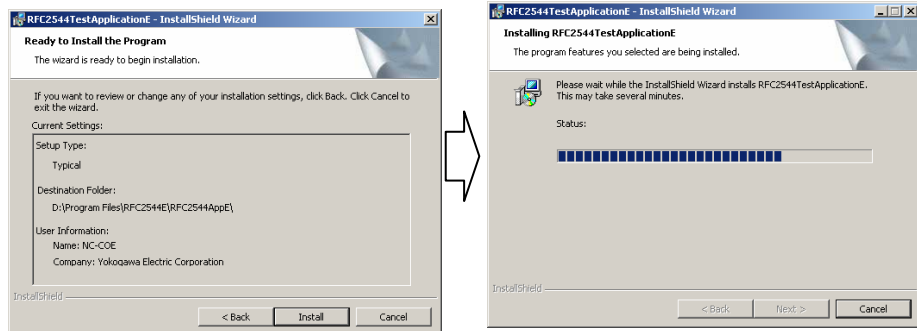 RFC2544TestApplicationE - InstallShield Wizard
Ready to Install the Program
The wizard is ready to begin installation.
If you want to review or change any of your installation settings, click Back. Click Cancel to
exit the wizard.
Current Settings:
Setup Type:
Typical
Destination Folder:
D:\Program Files\RFC2544E\RFC2544AppE\
User Information:
Name: NC-COE
Company: Yokogawa Electric Corporation
InstallShield
< Back
Install
Cancel
RFC2544TestApplicationE - InstallShield Wizard
Installing RFC2544TestApplicationE
The program features you selected are being installed.
Please wait while the InstallShield Wizard installs RFC2544TestApplicationE.
This may take several minutes.
Status:
InstallShield
< Back
Next >
Cancel